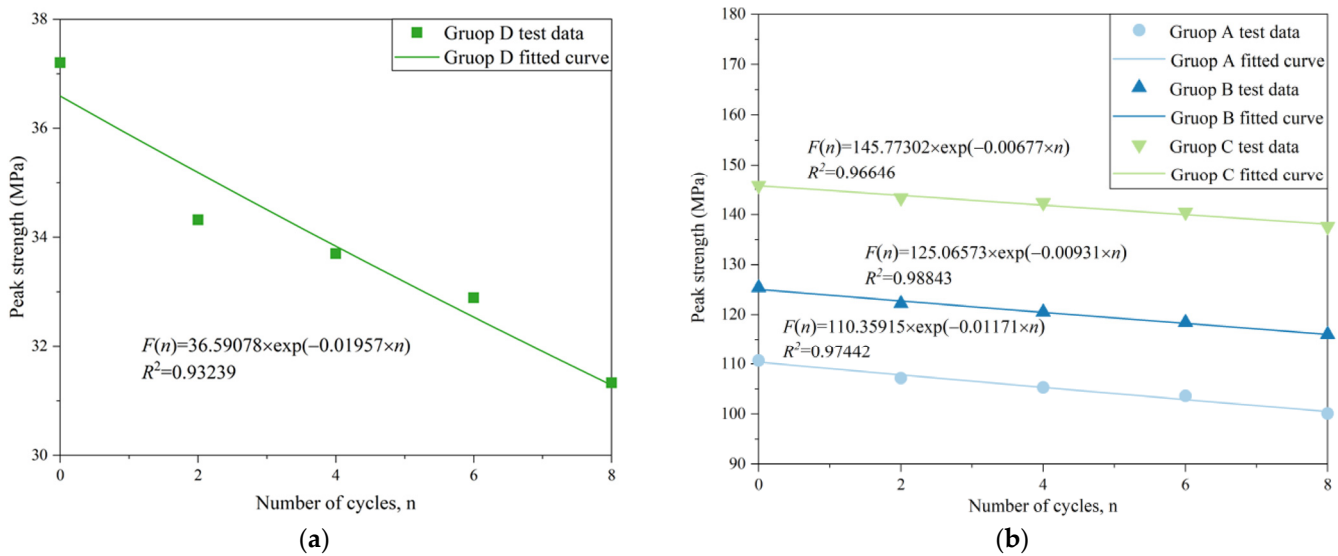 38
36
34
32
30
0
2
4
6
8
Peak strength (MPa)
Number of cycles, n
Gruop D test data
Gruop D fitted curve
F(n)=36.59078×exp(−0.01957×n)
R²=0.93239
(a)
180
170
160
150
140
130
120
110
100
90
0
2
4
6
8
Peak strength (MPa)
Number of cycles, n
Gruop A test data
Gruop A fitted curve
Gruop B test data
Gruop B fitted curve
Gruop C test data
Gruop C fitted curve
F(n)=145.77302×exp(−0.00677×n)
R²=0.96646
F(n)=125.06573×exp(−0.00931×n)
R²=0.98843
F(n)=110.35915×exp(−0.01171×n)
R²=0.97442
(b)